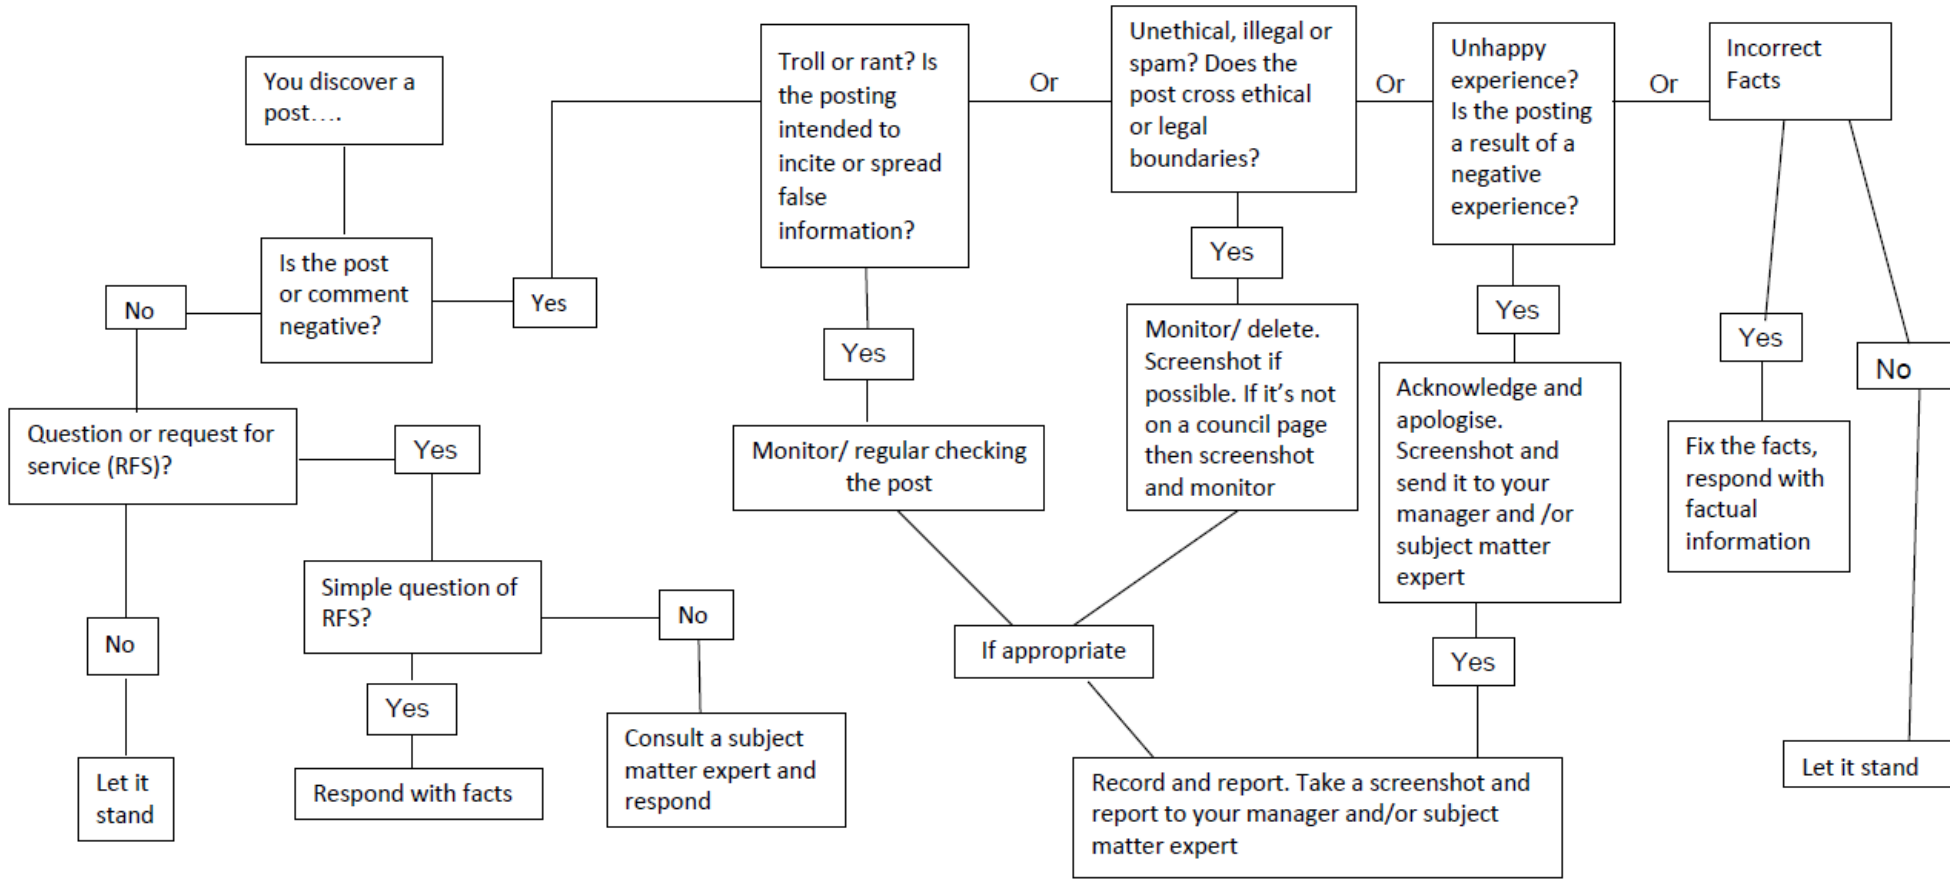 You discover a
post….
Is the post
or comment
negative?
No
Yes
Question or request for
service (RFS)?
Yes
No
Let it
stand
Simple question of
RFS?
No
Yes
Respond with facts
Consult a subject
matter expert and
respond
Troll or rant? Is
the posting
intended to
incite or spread
false
information?
Yes
Monitor/ regular checking
the post
Or
Unethical, illegal or
spam? Does the
post cross ethical
or legal
boundaries?
Yes
Monitor/ delete.
Screenshot if
possible. If it’s not
on a council page
then screenshot
and monitor
If appropriate
Or
Unhappy
experience?
Is the posting
a result of a
negative
experience?
Yes
Acknowledge and
apologise.
Screenshot and
send it to your
manager and /or
subject matter
expert
Yes
Record and report. Take a screenshot and
report to your manager and/or subject
matter expert
Or
Incorrect
Facts
Yes
Fix the facts,
respond with
factual
information
No
Let it stand